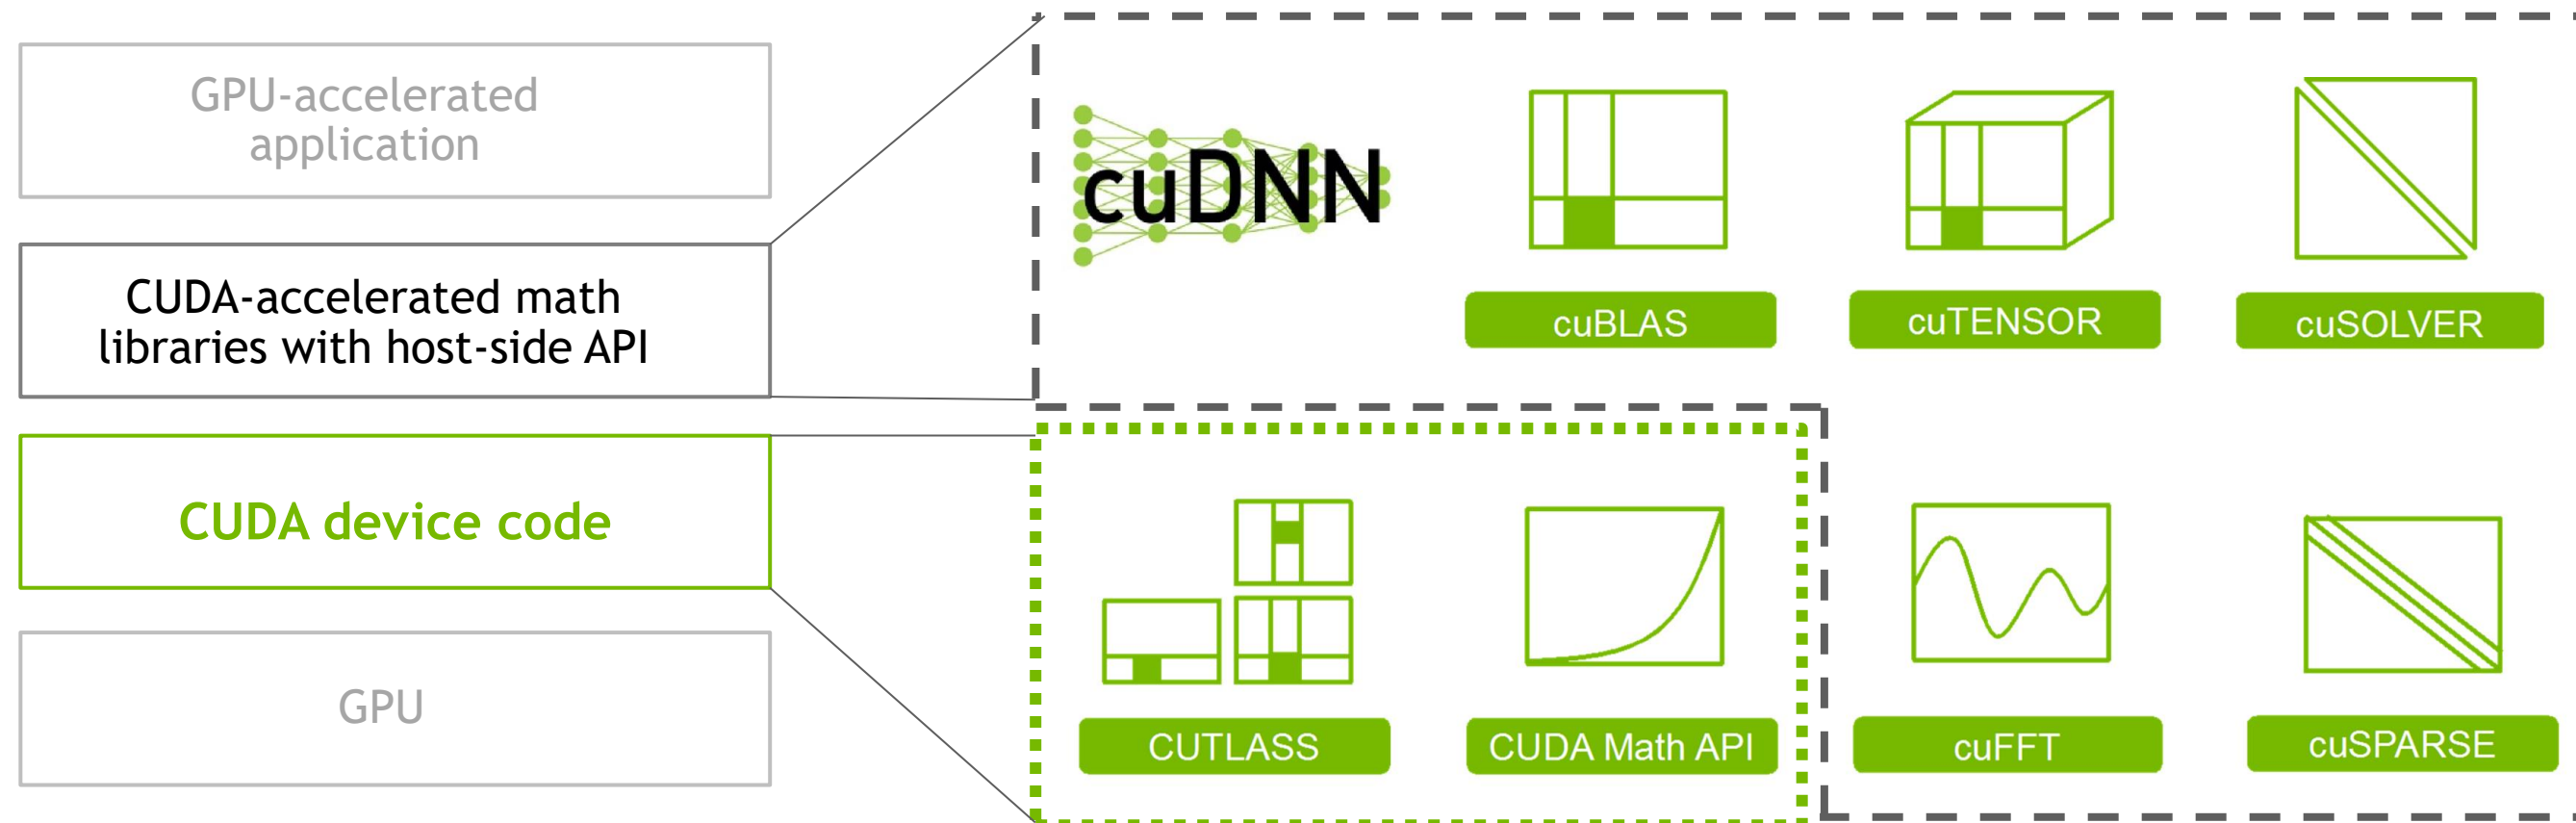 GPU-accelerated
application
CUDA-accelerated math
libraries with host-side API
CUDA device code
GPU
cuDNN
cuBLAS
cuTENSOR
cuSOLVER
CUTLASS
CUDA Math API
cuFFT
cuSPARSE